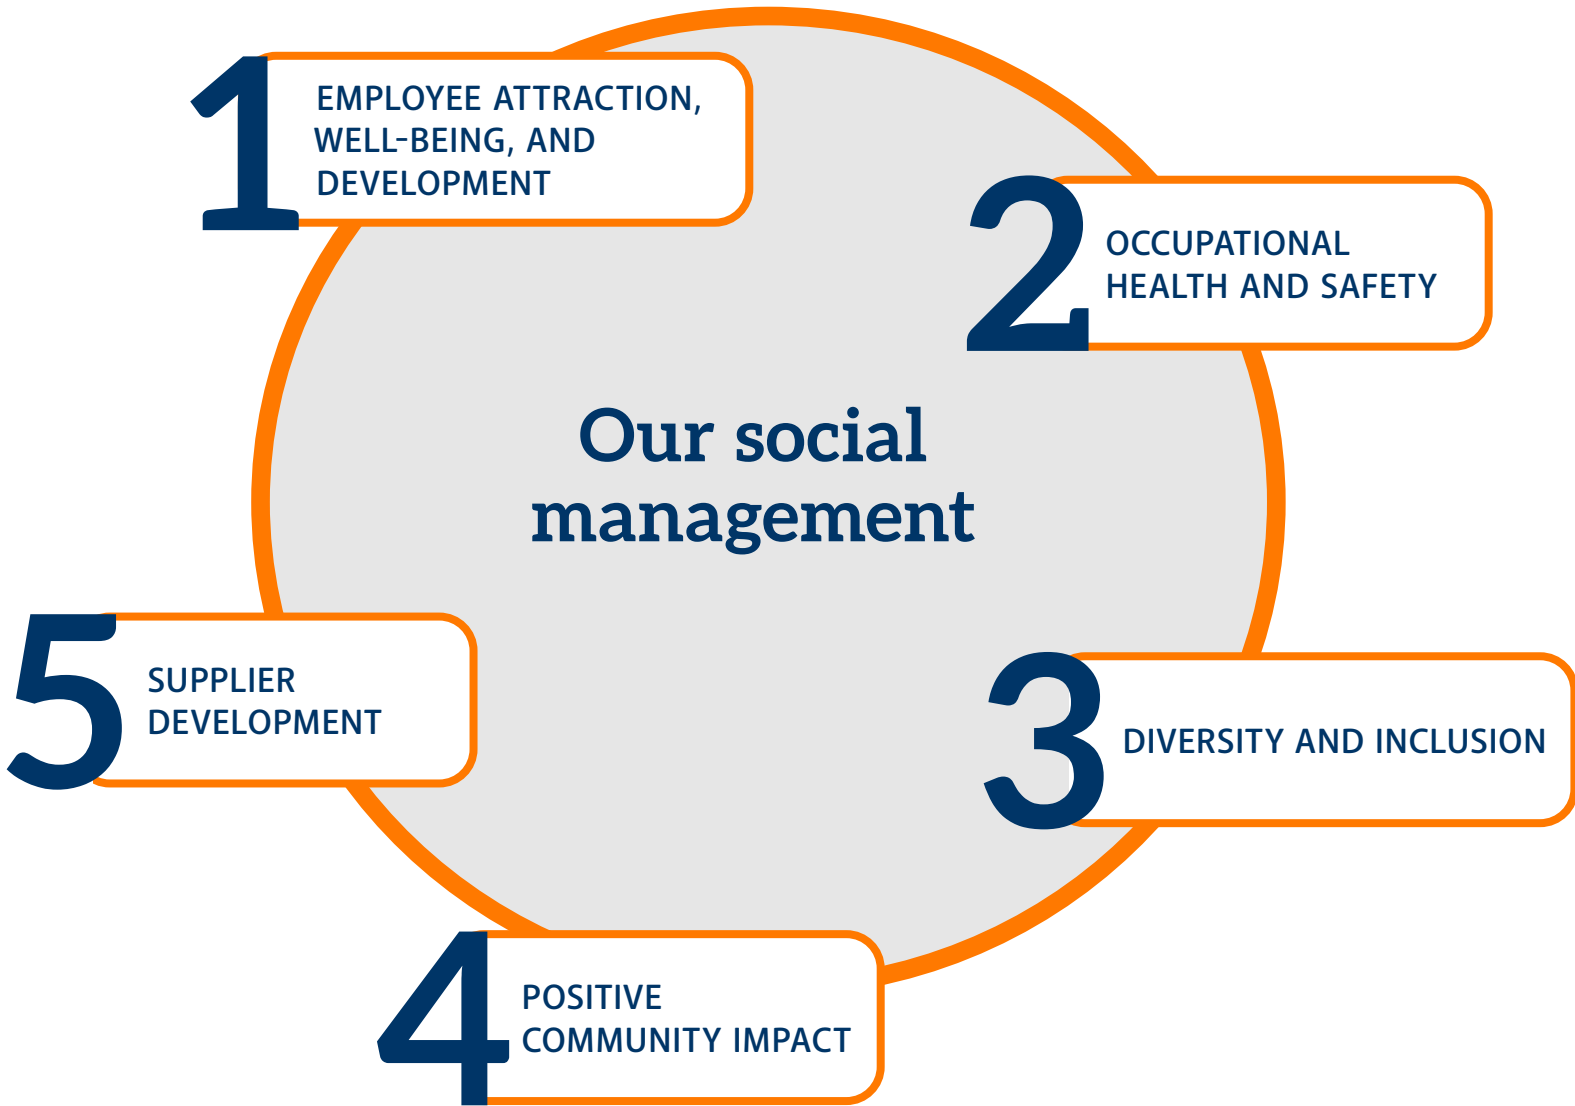 1
EMPLOYEE ATTRACTION,
WELL-BEING, AND
DEVELOPMENT
2
OCCUPATIONAL
HEALTH AND SAFETY
Our social
management
3
DIVERSITY AND INCLUSION
4
POSITIVE
COMMUNITY IMPACT
5
SUPPLIER
DEVELOPMENT